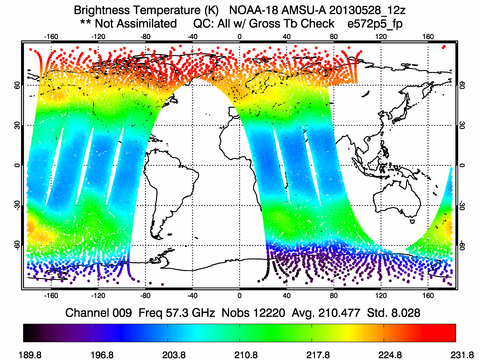 Brightness Temperature (K) NOAA-18 AMSU-A 20130528_12z
** Not Assimilated QC: All w/ Gross Tb Check e572p5_fp
-160 -120 -80 -40 0 40 80 120 160
60 60
30 30
0 0
-30 -30
-60 -60
-160 -120 -80 -40 0 40 80 120 160
Channel 009 Freq 57.3 GHz Nobs 12220 Avg. 210.477 Std. 8.028
189.8 196.8 203.8 210.8 217.8 224.8 231.8